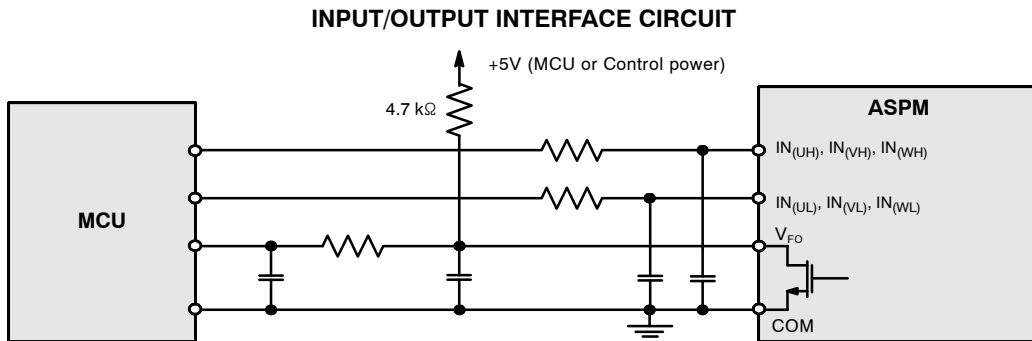 INPUT/OUTPUT INTERFACE CIRCUIT
+5V (MCU or Control power)
4.7 kΩ
ASPM
IN(UH), IN(VH), IN(WH)
IN(UL), IN(VL), IN(WL)
MCU
VFO
COM